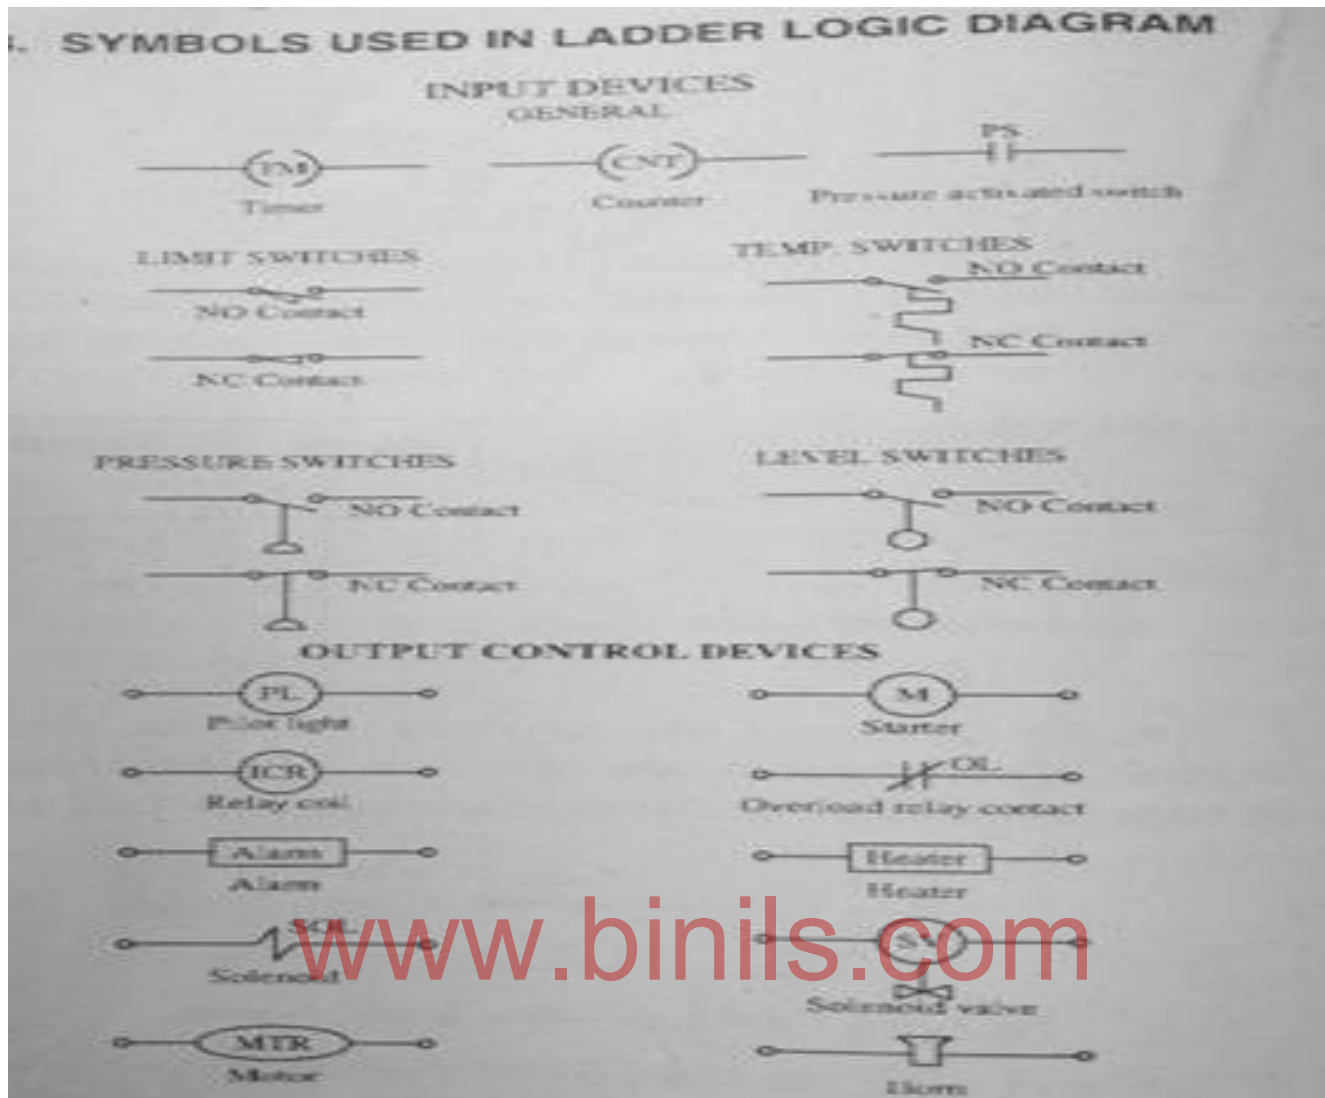 . SYMBOLS USED IN LADDER LOGIC DIAGRAM
INPUT DEVICES
GENERAL
TM
CNT
PS
Timer
Counter
Pressure activated switch
LIMIT SWITCHES
TEMP. SWITCHES
NO Contact
NO Contact
NC Contact
NC Contact
PRESSURE SWITCHES
LEVEL SWITCHES
NO Contact
NO Contact
NC Contact
NC Contact
OUTPUT CONTROL DEVICES
PL
M
Pilot light
Starter
ICR
OL
Relay coil
Overload relay contact
Alarm
Heater
Alarm
Heater
SOL
Solenoid
Solenoid valve
www.binils.com
MTR
Motor
Horn